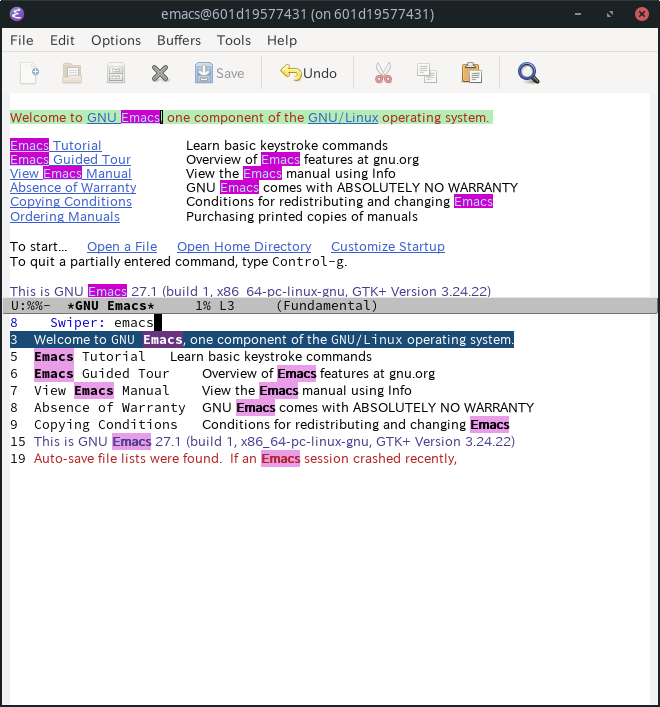 emacs@601d19577431 (on 601d19577431)
File Edit Options Buffers Tools Help
Save Undo
Welcome to GNU Emacs, one component of the GNU/Linux operating system.
Emacs Tutorial Learn basic keystroke commands
Emacs Guided Tour Overview of Emacs features at gnu.org
View Emacs Manual View the Emacs manual using Info
Absence of Warranty GNU Emacs comes with ABSOLUTELY NO WARRANTY
Copying Conditions Conditions for redistributing and changing Emacs
Ordering Manuals Purchasing printed copies of manuals
To start... Open a File Open Home Directory Customize Startup
To quit a partially entered command, type Control-g.
This is GNU Emacs 27.1 (build 1, x86_64-pc-linux-gnu, GTK+ Version 3.24.22)
U:%%- *GNU Emacs* 1% L3 (Fundamental)
8 Swiper: emacs
3 Welcome to GNU Emacs, one component of the GNU/Linux operating system.
5 Emacs Tutorial Learn basic keystroke commands
6 Emacs Guided Tour Overview of Emacs features at gnu.org
7 View Emacs Manual View the Emacs manual using Info
8 Absence of Warranty GNU Emacs comes with ABSOLUTELY NO WARRANTY
9 Copying Conditions Conditions for redistributing and changing Emacs
15 This is GNU Emacs 27.1 (build 1, x86_64-pc-linux-gnu, GTK+ Version 3.24.22)
19 Auto-save file lists were found. If an Emacs session crashed recently,